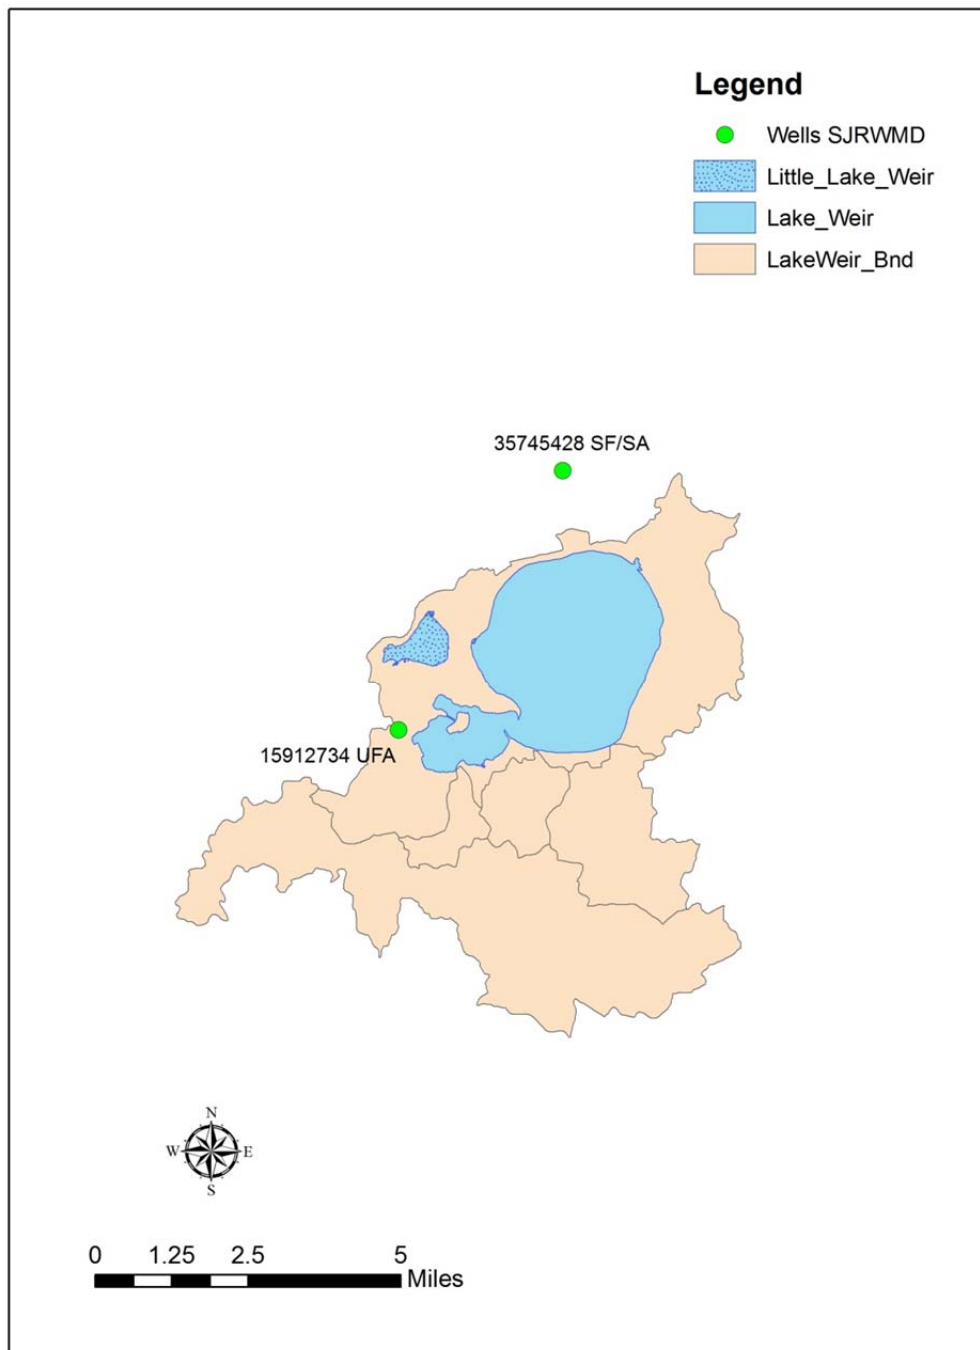 Legend
Wells SJRWMD
Little_Lake_Weir
Lake_Weir
LakeWeir_Bnd
35745428 SF/SA
15912734 UFA
N
W E
S
0 1.25 2.5 5
Miles